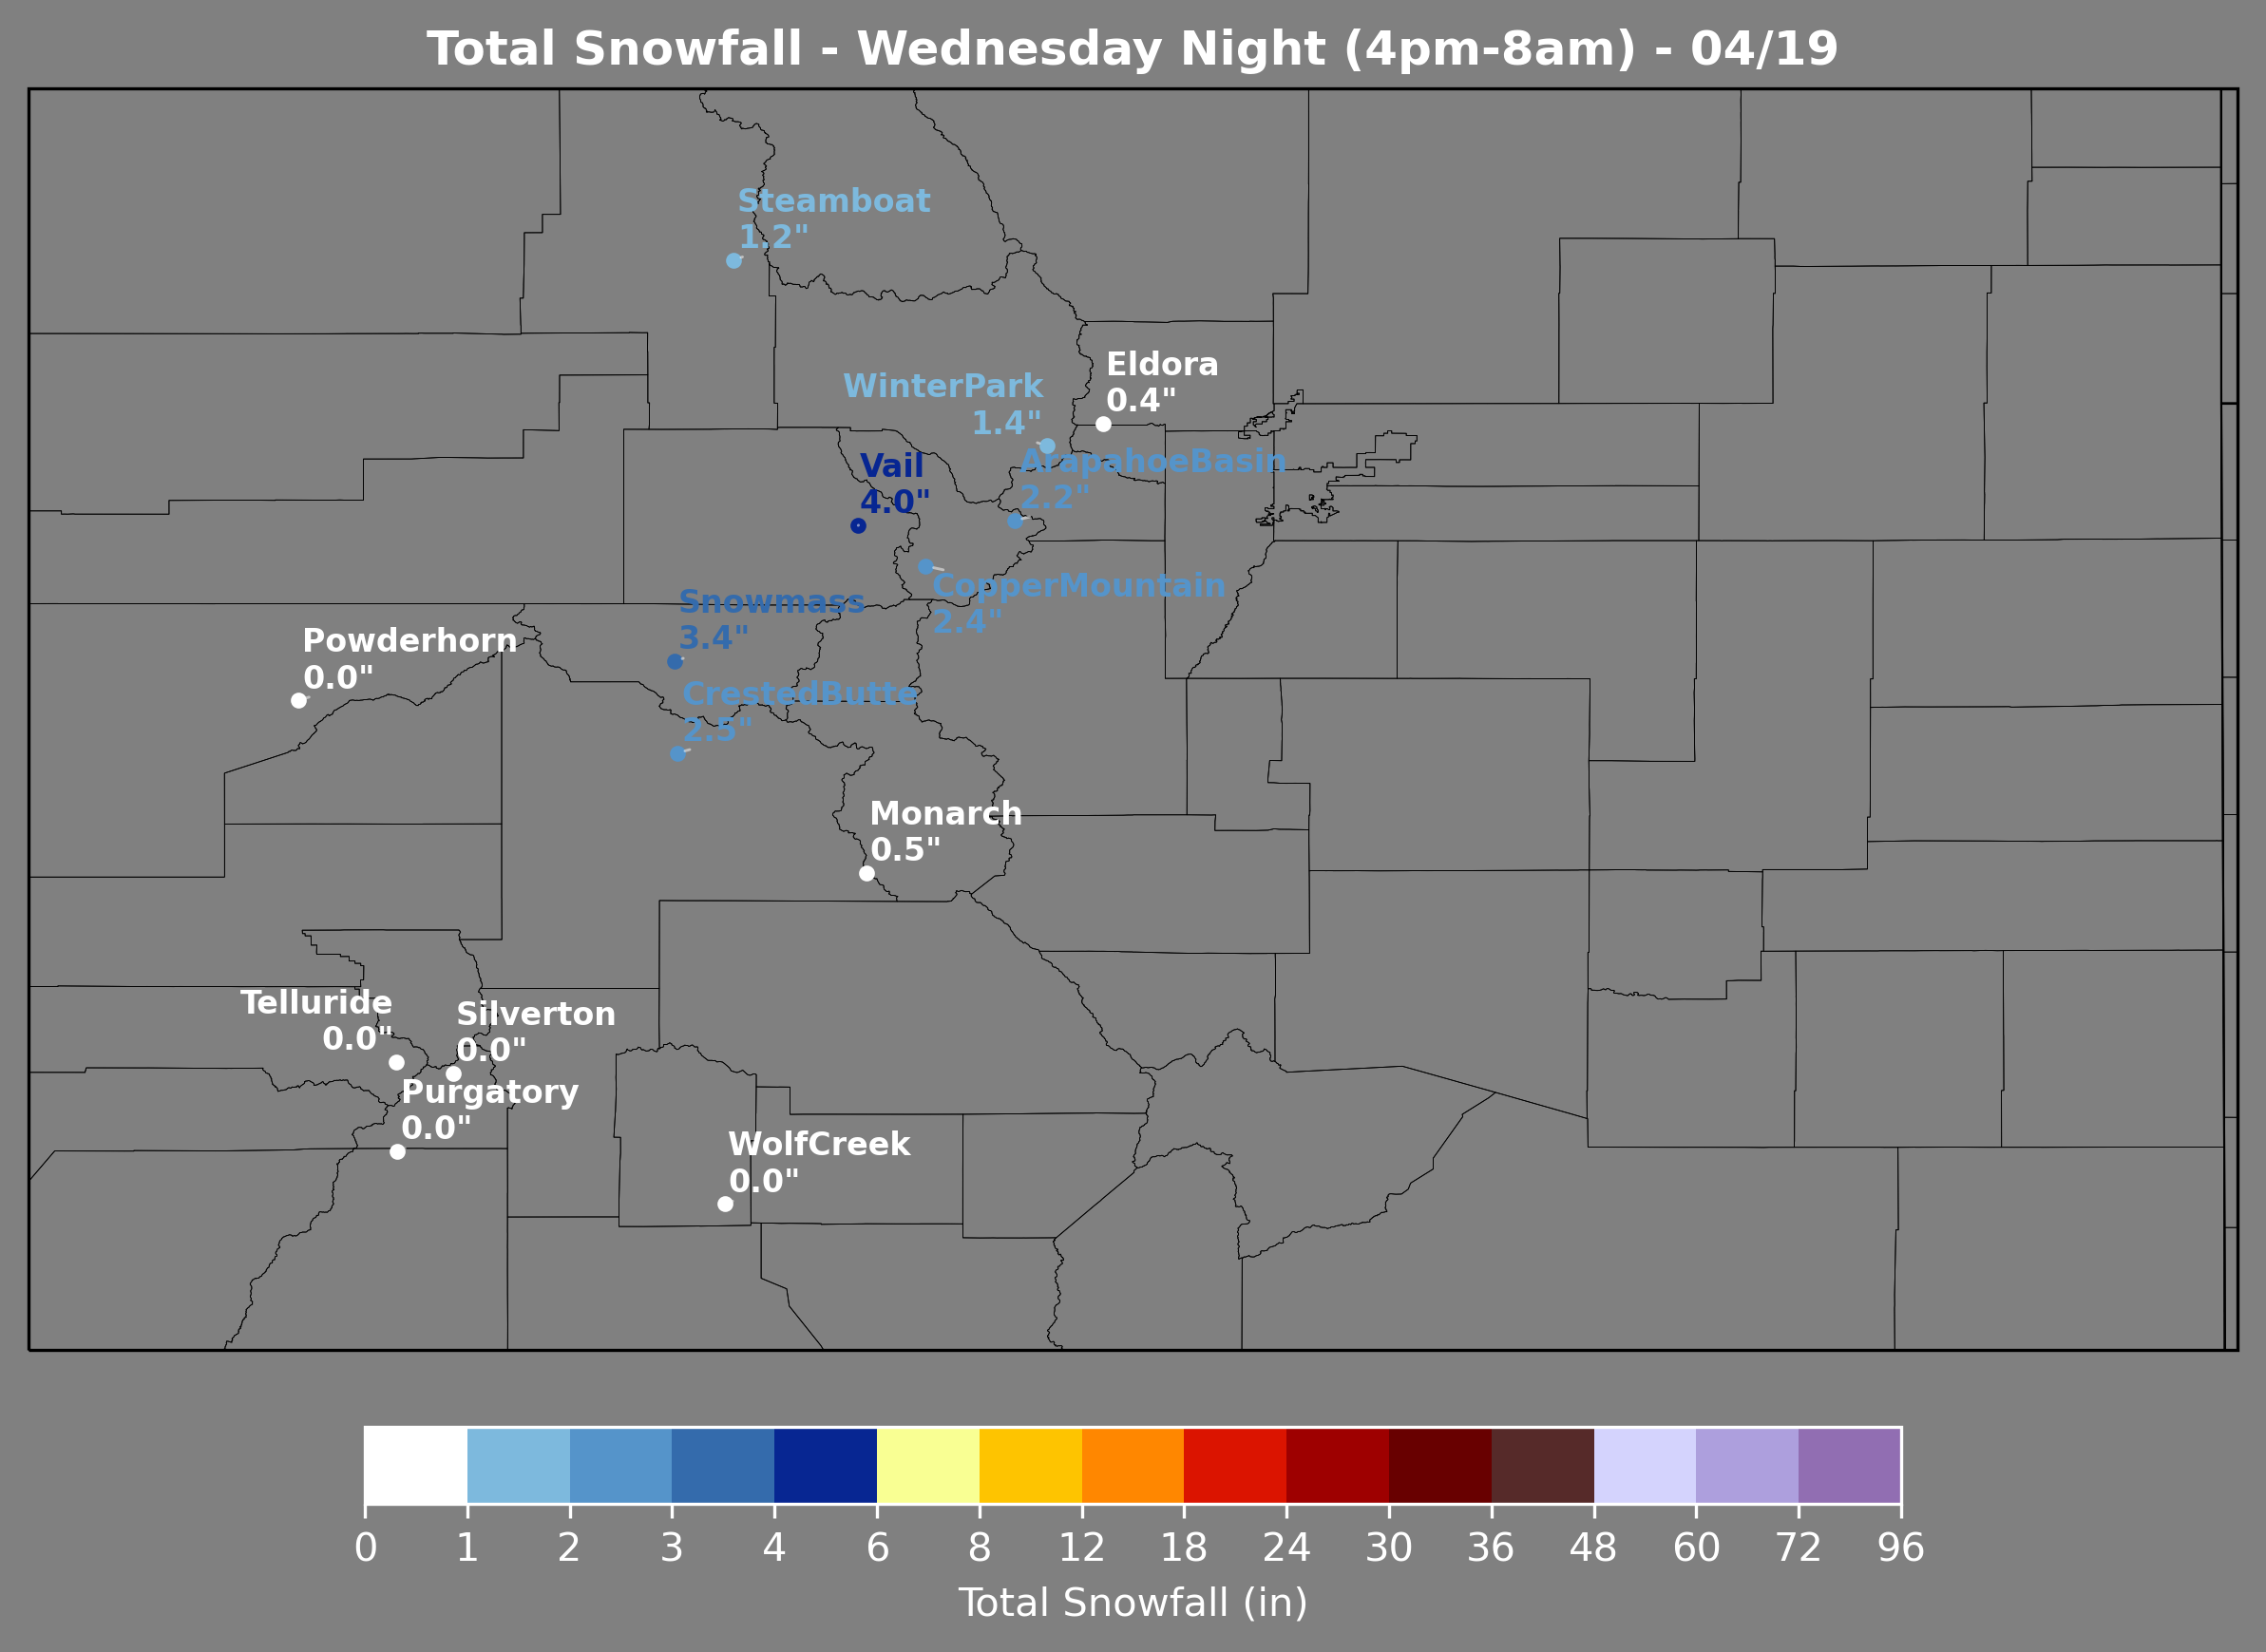 Total Snowfall - Wednesday Night (4pm-8am) - 04/19
Steamboat
1.2"
Eldora
0.4"
WinterPark
1.4"
Vail
4.0"
ArapahoeBasin
2.2"
CopperMountain
2.4"
Snowmass
3.4"
Powderhorn
0.0"
CrestedButte
2.5"
Monarch
0.5"
Telluride
0.0"
Silverton
0.0"
Purgatory
0.0"
WolfCreek
0.0"
0 1 2 3 4 6 8 12 18 24 30 36 48 60 72 96
Total Snowfall (in)